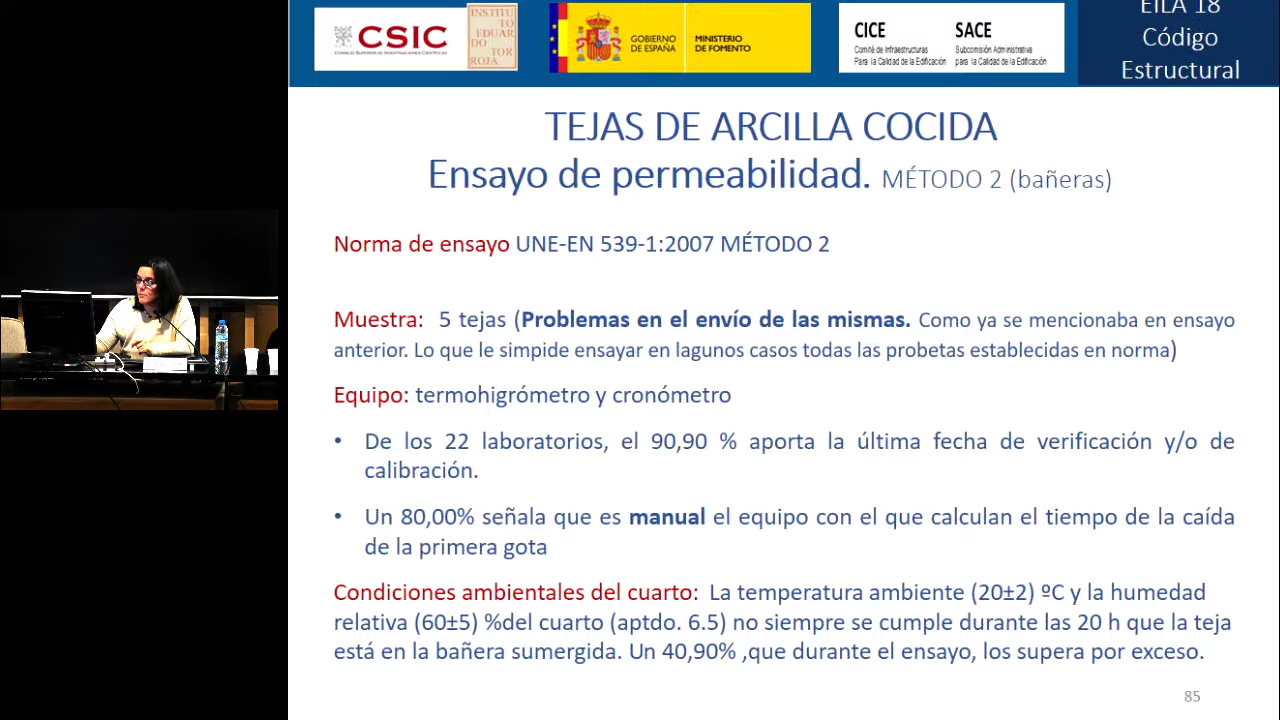 CSIC
CONSEJO SUPERIOR DE INVESTIGACIONES CIENTÍFICAS
INSTITU
TO
EDUAR
DO TOR
ROJA
GOBIERNO
DE ESPAÑA
MINISTERIO
DE FOMENTO
CICE
Comité de Infraestructuras
Para la Calidad de la Edificación
SACE
Subcomisión Administrativa
para la Calidad de la Edificación
EILA 18
Código
Estructural
TEJAS DE ARCILLA COCIDA
Ensayo de permeabilidad. MÉTODO 2 (bañeras)
Norma de ensayo UNE-EN 539-1:2007 MÉTODO 2
Muestra: 5 tejas (Problemas en el envío de las mismas. Como ya se mencionaba en ensayo
anterior. Lo que le simpide ensayar en lagunos casos todas las probetas establecidas en norma)
Equipo: termohigrómetro y cronómetro
• De los 22 laboratorios, el 90,90 % aporta la última fecha de verificación y/o de
calibración.
• Un 80,00% señala que es manual el equipo con el que calculan el tiempo de la caída
de la primera gota
Condiciones ambientales del cuarto: La temperatura ambiente (20±2) ºC y la humedad
relativa (60±5) %del cuarto (aptdo. 6.5) no siempre se cumple durante las 20 h que la teja
está en la bañera sumergida. Un 40,90% ,que durante el ensayo, los supera por exceso.
85